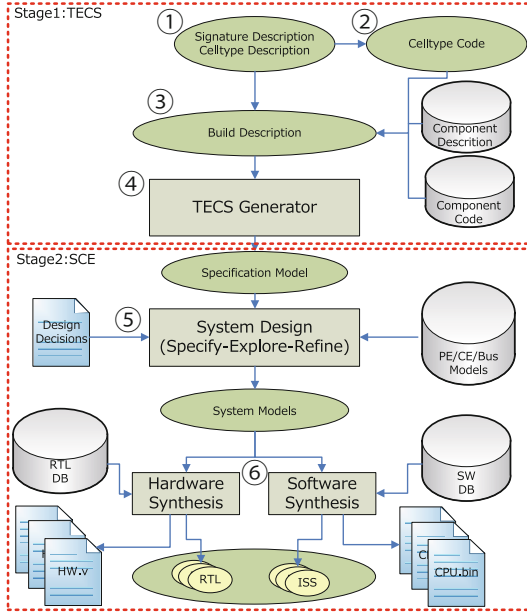 Stage1:TECS
①
Signature Description
Celltype Description
②
Celltype Code
③
Build Description
Component
Descrition
④
TECS Generator
Component
Code
Stage2:SCE
Specification Model
Design
Decisions
⑤
System Design
(Specify-Explore-Refine)
PE/CE/Bus
Models
System Models
RTL
DB
⑥
Hardware
Synthesis
Software
Synthesis
SW
DB
HW.v
RTL
ISS
CPU.bin